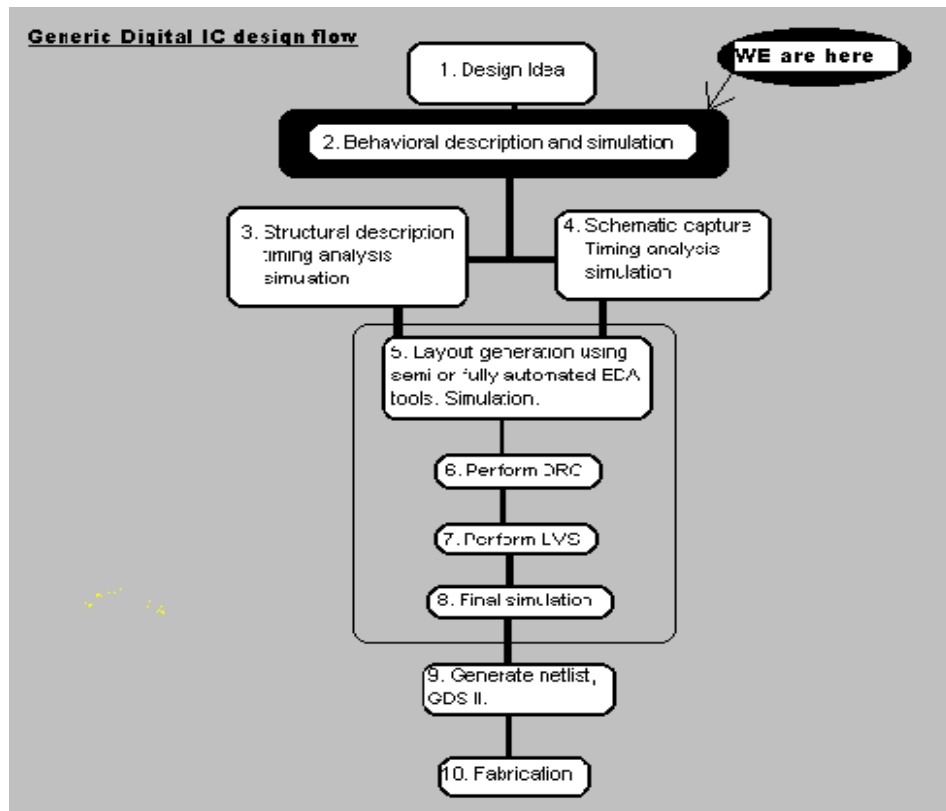 Generic Digital IC design flow
WE are here
1. Design Idea
2. Behavioral description and simulation
3. Structural description
timing analysis
simulation
4. Schematic capture
Timing analysis
simulation
5. Layout generation using
semi or fully automated EDA
tools. Simulation.
6. Perform DRC
7. Perform LVS
8. Final simulation
9. Generate netlist,
GDS II.
10. Fabrication